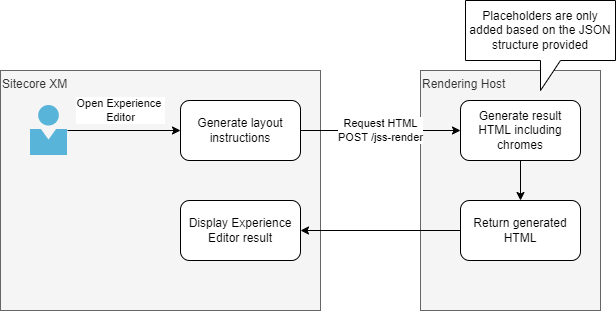 Placeholders are only
added based on the JSON
structure provided
Sitecore XM
Rendering Host
Open Experience
Editor
Generate layout
instructions
Request HTML
POST /jss-render
Generate result
HTML including
chromes
Display Experience
Editor result
Return generated
HTML